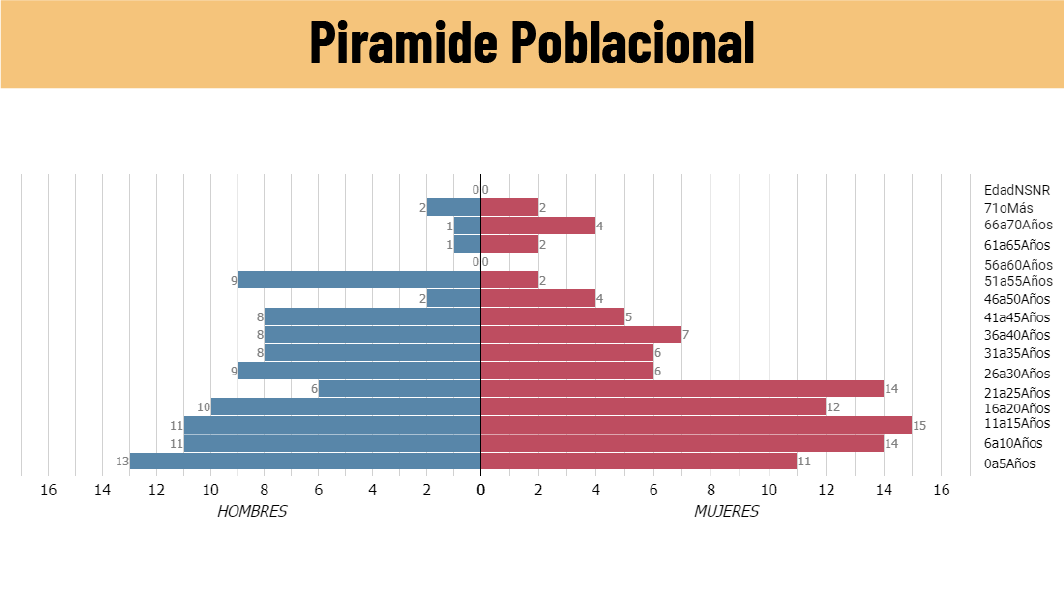 Piramide Poblacional
0 0 EdadNSNR
2 2 71oMás
1 4 66a70Años
1 2 61a65Años
0 0 56a60Años
9 2 51a55Años
2 4 46a50Años
8 5 41a45Años
8 7 36a40Años
8 6 31a35Años
9 6 26a30Años
6 14 21a25Años
10 12 16a20Años
11 15 11a15Años
11 14 6a10Años
13 11 0a5Años
16 14 12 10 8 6 4 2 0 2 4 6 8 10 12 14 16
HOMBRES MUJERES